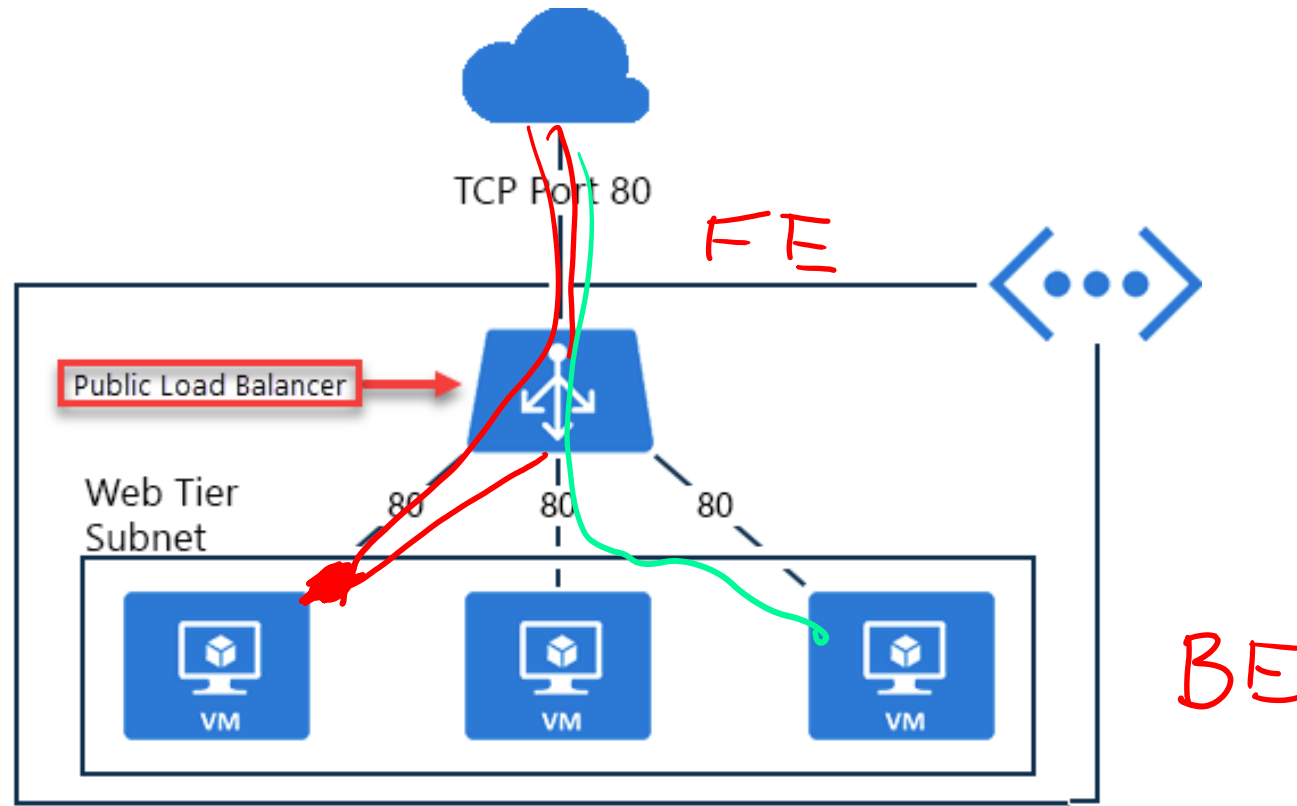 TCP Port 80
FE
Public Load Balancer
Web Tier
Subnet
80
80
80
VM
VM
VM
BE